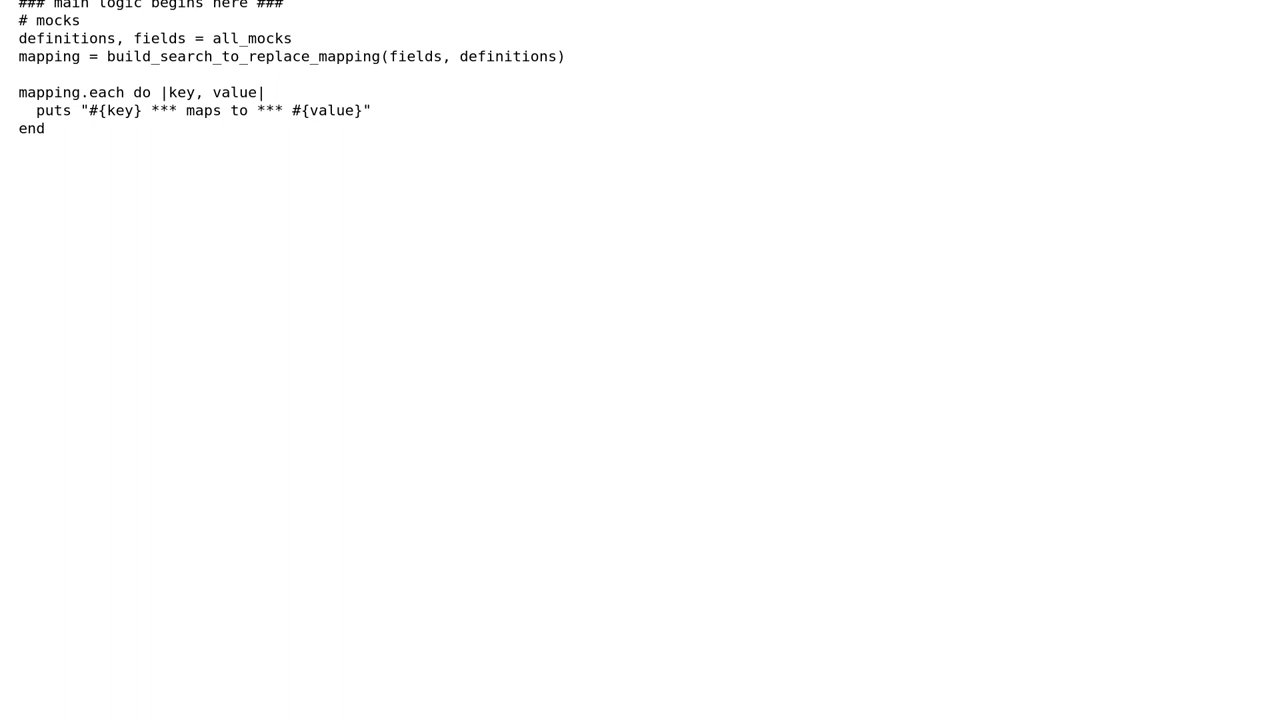 ### main logic begins here ###
# mocks
definitions, fields = all_mocks
mapping = build_search_to_replace_mapping(fields, definitions)

mapping.each do |key, value|
  puts "#{key} *** maps to *** #{value}"
end